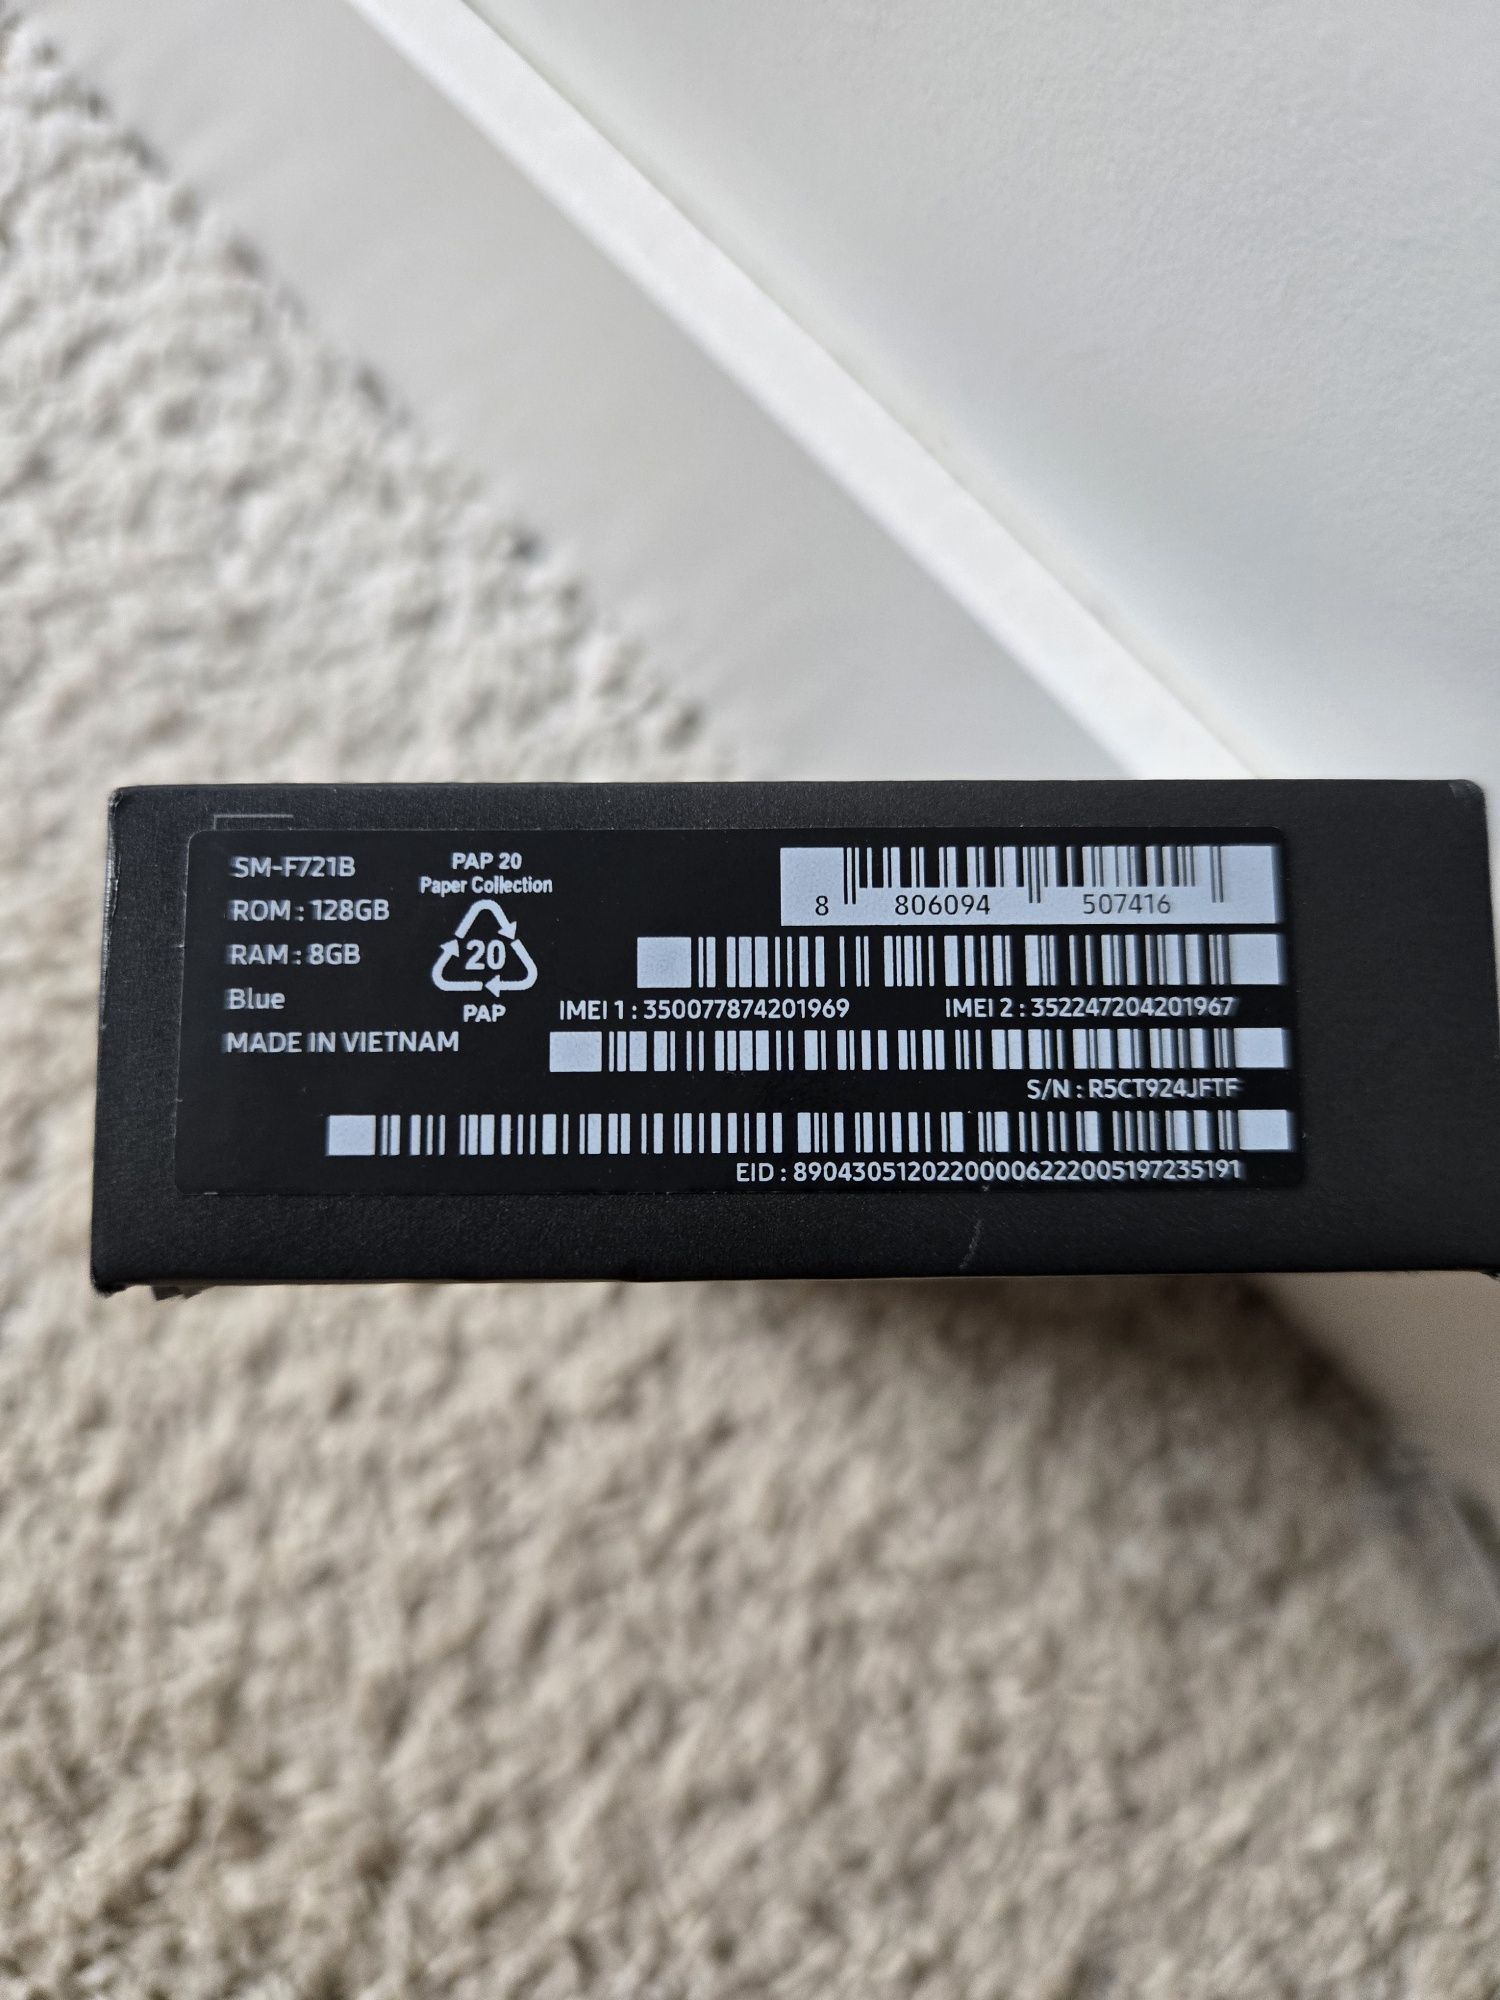 SM-F721B
ROM : 128GB
RAM : 8GB
Blue
MADE IN VIETNAM
PAP 20
Paper Collection
20
PAP
8 806094 507416
IMEI 1 : 350077874201969 IMEI 2 : 352247204201967
S/N : R5CT924JFTF
EID : 89043051202200006222005197235191